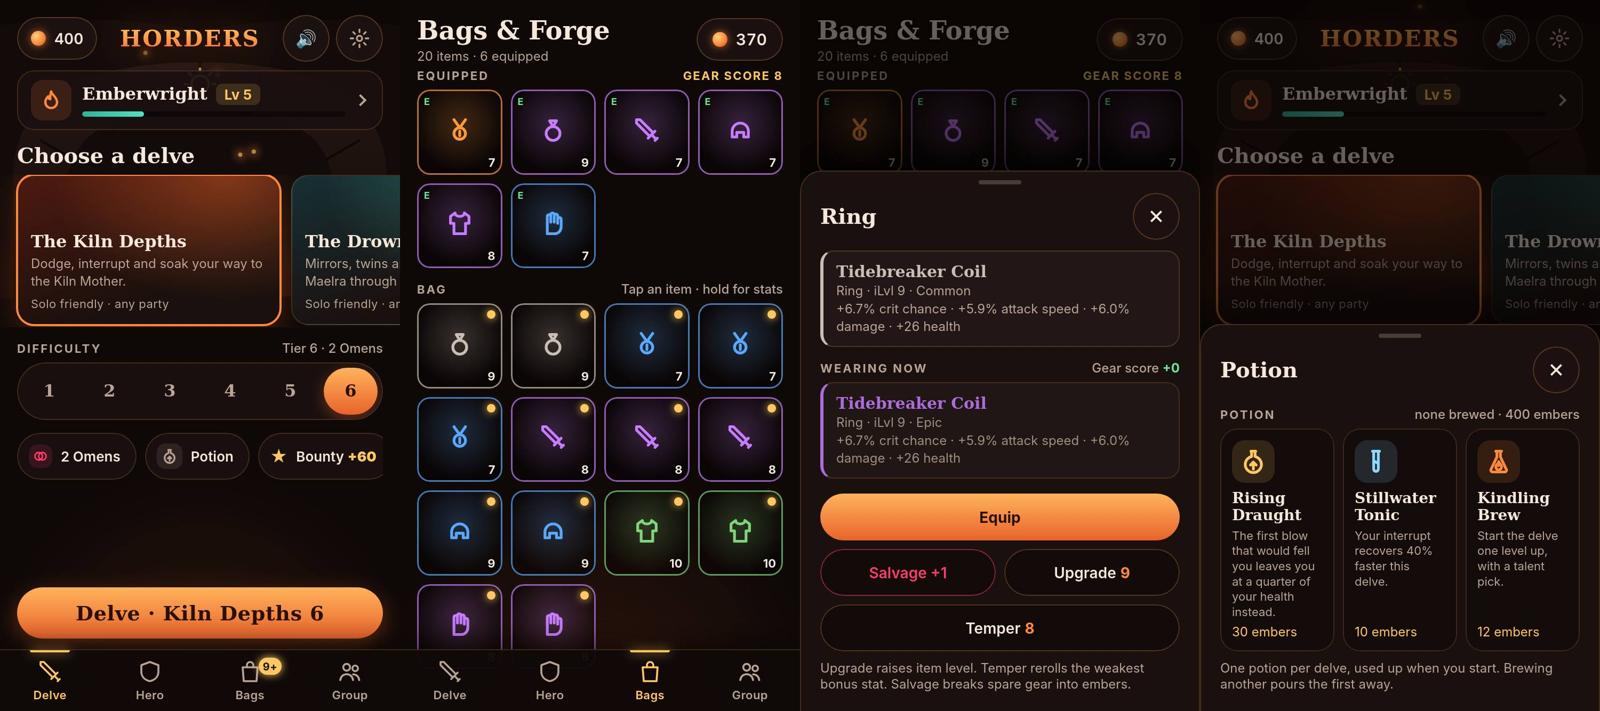 400
HORDERS
Emberwright Lv 5
Choose a delve
The Kiln Depths
Dodge, interrupt and soak your way to
the Kiln Mother.
Solo friendly · any party
The Drow
Mirrors, twins a
Maelra through
Solo friendly · ar
DIFFICULTY Tier 6 · 2 Omens
1 2 3 4 5 6
2 Omens Potion Bounty +60
Delve · Kiln Depths 6
9+
Delve Hero Bags Group
Bags & Forge
20 items · 6 equipped
370
EQUIPPED GEAR SCORE 8
E E E E
7 9 7 7
E E
8 7
BAG Tap an item · hold for stats
9 9 7 7
7 8 8 8
9 9 10 10
Delve Hero Bags Group
Bags & Forge
20 items · 6 equipped
370
EQUIPPED GEAR SCORE 8
E E E E
7 9 7 7
Ring
Tidebreaker Coil
Ring · iLvl 9 · Common
+6.7% crit chance · +5.9% attack speed · +6.0%
damage · +26 health
WEARING NOW Gear score +0
Tidebreaker Coil
Ring · iLvl 9 · Epic
+6.7% crit chance · +5.9% attack speed · +6.0%
damage · +26 health
Equip
Salvage +1 Upgrade 9
Temper 8
Upgrade raises item level. Temper rerolls the weakest
bonus stat. Salvage breaks spare gear into embers.
400
HORDERS
Emberwright Lv 5
Choose a delve
The Kiln Depths
Dodge, interrupt and soak your way to
the Kiln Mother.
Solo friendly · any party
The Drow
Mirrors, twins a
Maelra through
Solo friendly · ar
Potion
POTION none brewed · 400 embers
Rising
Draught
The first blow
that would fell
you leaves you
at a quarter of
your health
instead.
30 embers
Stillwater
Tonic
Your interrupt
recovers 40%
faster this
delve.
10 embers
Kindling
Brew
Start the delve
one level up,
with a talent
pick.
12 embers
One potion per delve, used up when you start. Brewing
another pours the first away.